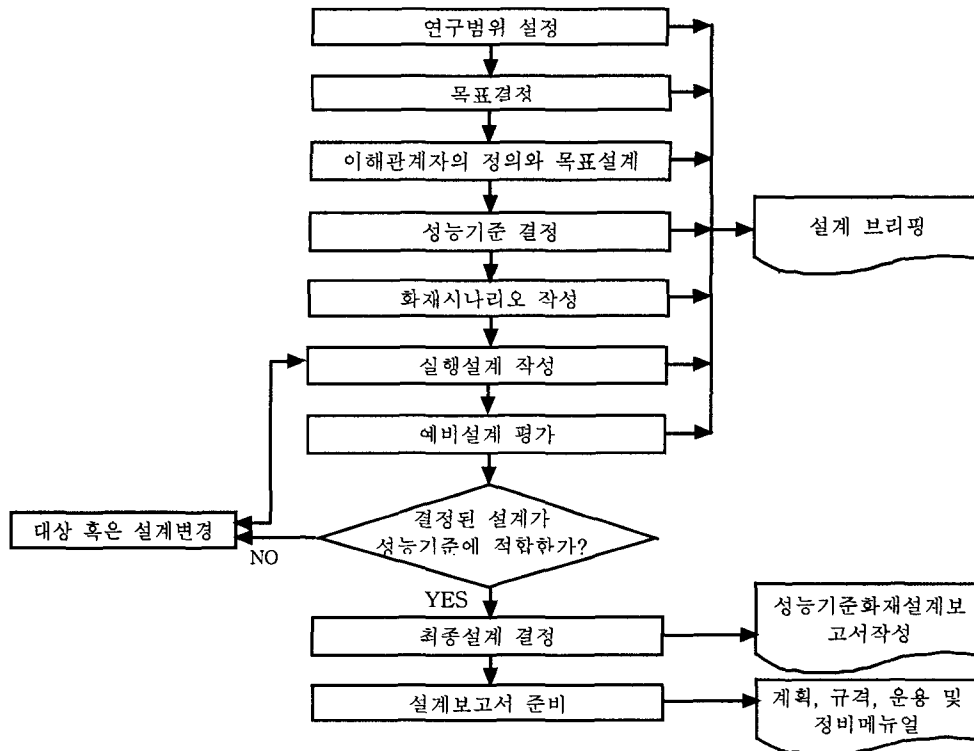 연구범위 설정
목표결정
이해관계자의 정의와 목표설계
성능기준 결정
설계 브리핑
화재시나리오 작성
실행설계 작성
예비설계 평가
결정된 설계가
성능기준에 적합한가?
대상 혹은 설계변경
NO
YES
최종설계 결정
성능기준화재설계보
고서작성
설계보고서 준비
계획, 규격, 운용 및
정비메뉴얼